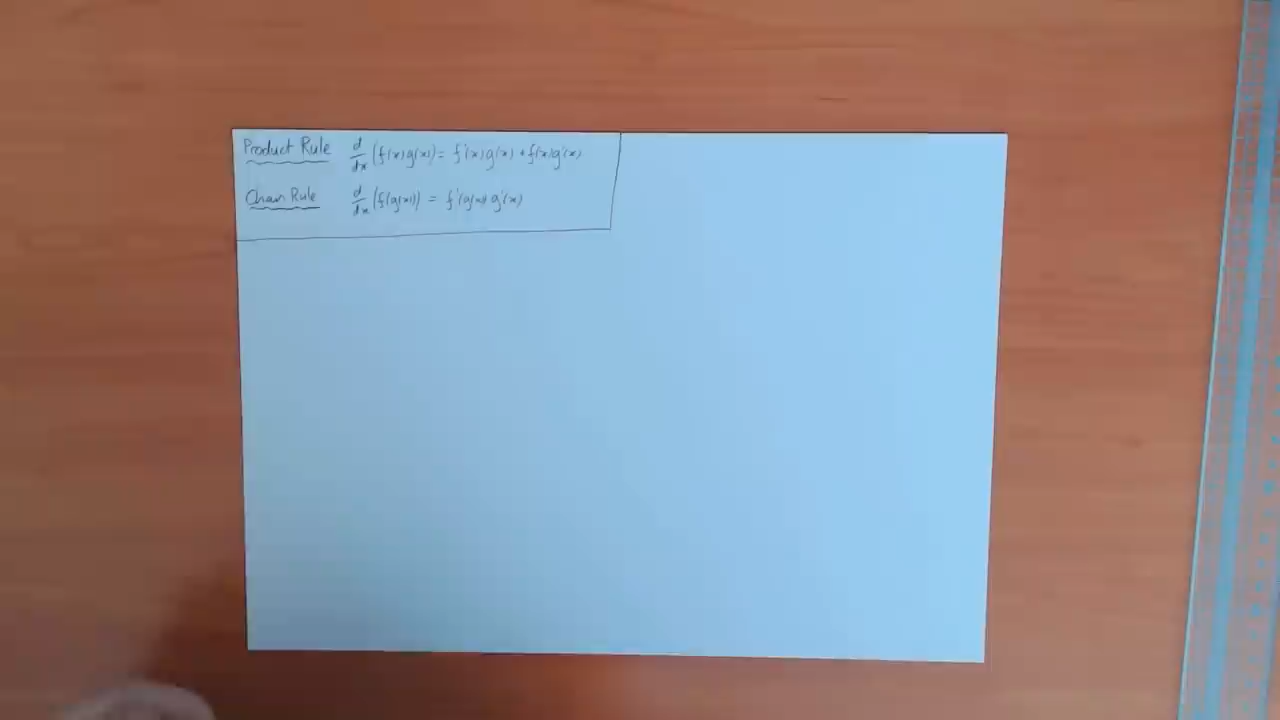 Product Rule d/dx (f(x)g(x)) = f'(x)g(x) + f(x)g'(x)
Chain Rule d/dx (f(g(x))) = f'(g(x)) g'(x)